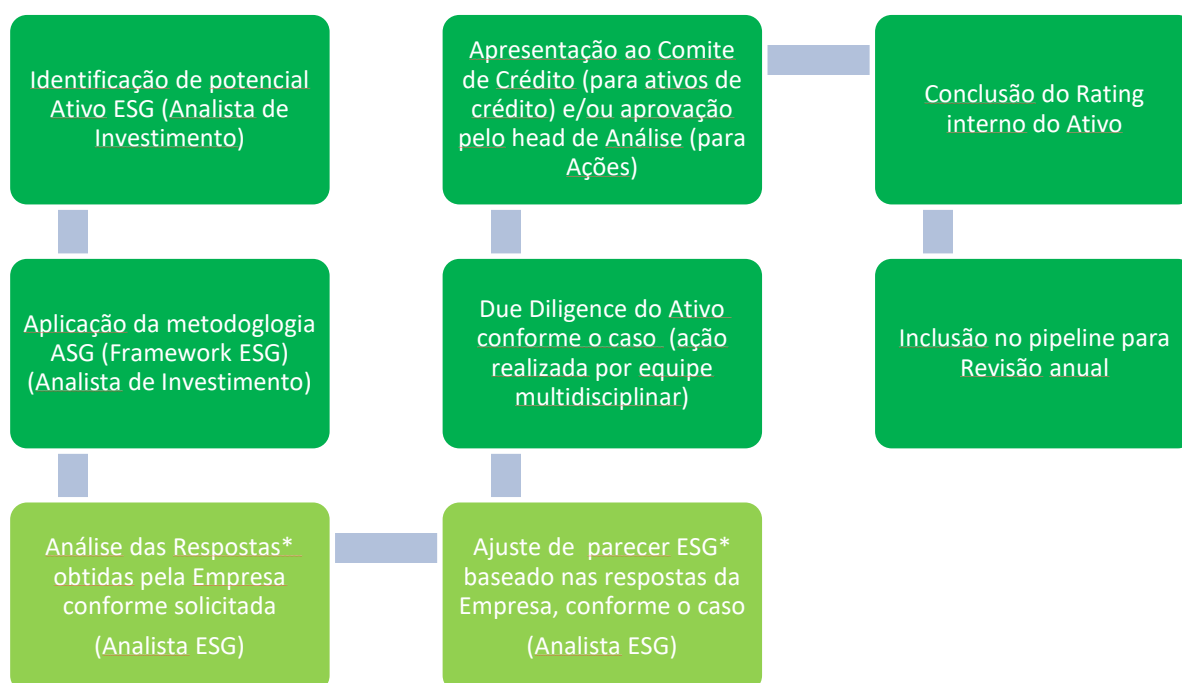 Identificação de potencial
Ativo ESG (Analista de
Investimento)
Aplicação da metodoglogia
ASG (Framework ESG)
(Analista de Investimento)
Análise das Respostas*
obtidas pela Empresa
conforme solicitada
(Analista ESG)
Ajuste de parecer ESG*
baseado nas respostas da
Empresa, conforme o caso
(Analista ESG)
Due Diligence do Ativo
conforme o caso (ação
realizada por equipe
multidisciplinar)
Apresentação ao Comite
de Crédito (para ativos de
crédito) e/ou aprovação
pelo head de Análise (para
Ações)
Conclusão do Rating
interno do Ativo
Inclusão no pipeline para
Revisão anual